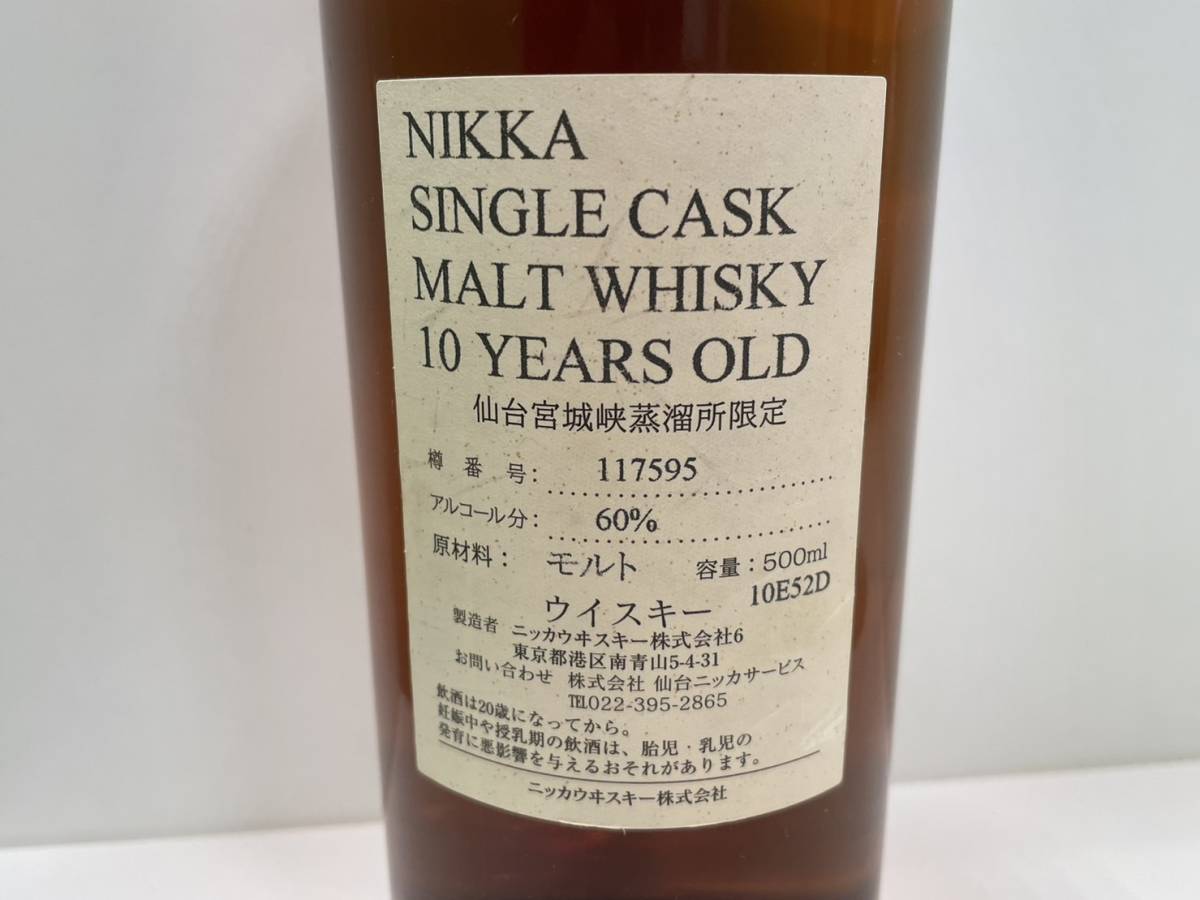 NIKKA
SINGLE CASK
MALT WHISKY
10 YEARS OLD
仙台宮城峡蒸溜所限定
樽番号: 117595
アルコール分: 60%
原材料: モルト 容量:500ml
ウイスキー 10E52D
製造者 ニッカウヰスキー株式会社6
東京都港区南青山5-4-31
お問い合わせ 株式会社 仙台ニッカサービス
℡022-395-2865
飲酒は20歳になってから。
妊娠中や授乳期の飲酒は、胎児・乳児の
発育に悪影響を与えるおそれがあります。
ニッカウヰスキー株式会社